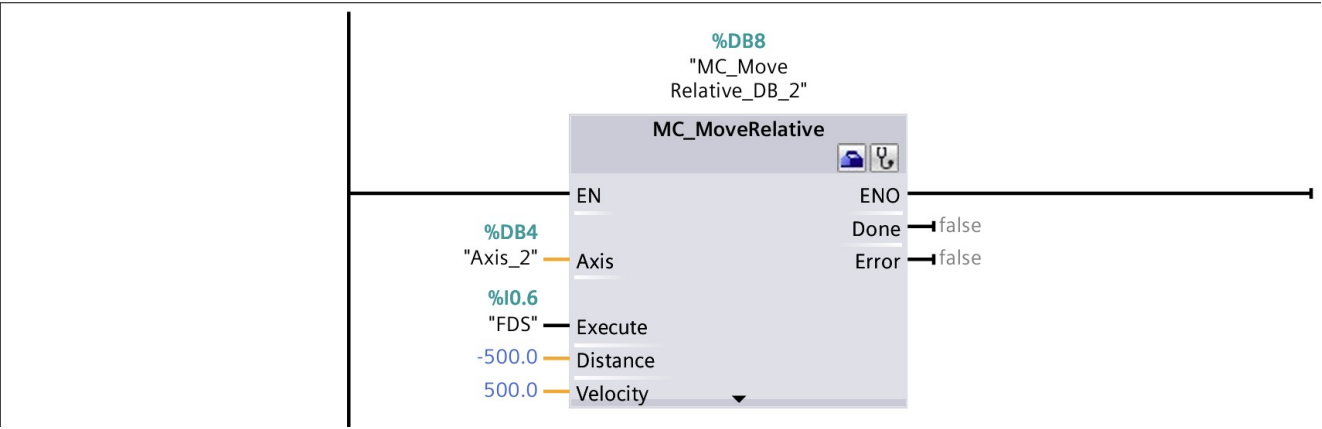 %DB8
"MC_Move
Relative_DB_2"
MC_MoveRelative
EN
ENO
%DB4
Done
false
"Axis_2"
Axis
Error
false
%I0.6
"FDS"
Execute
-500.0
Distance
500.0
Velocity